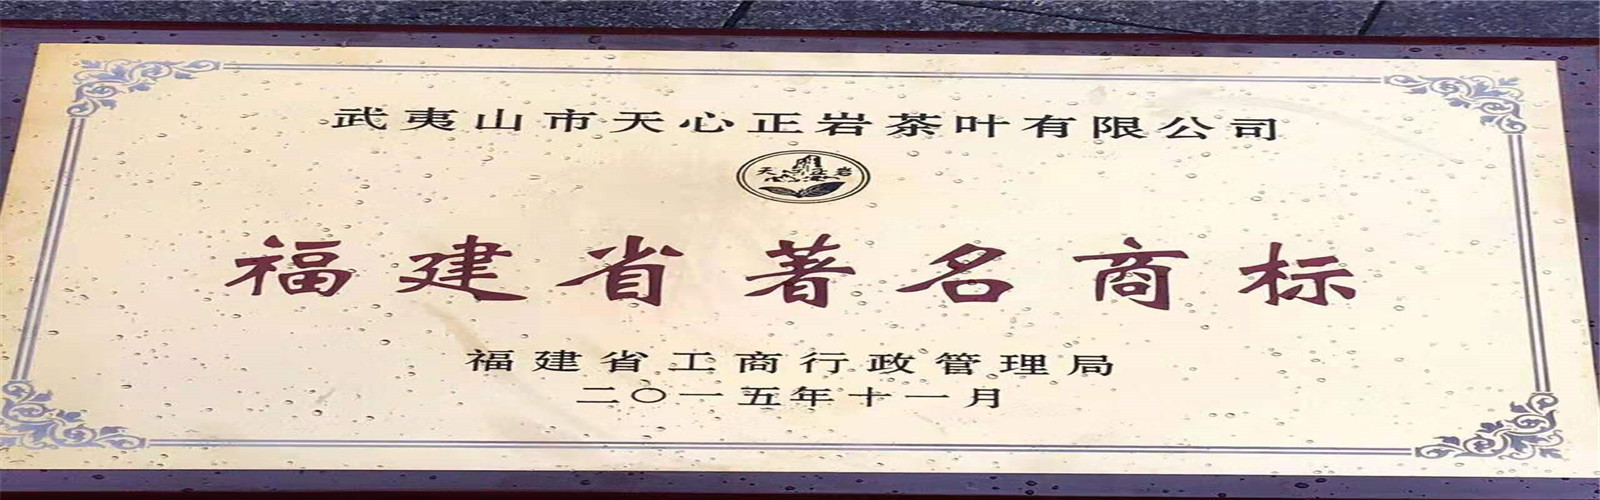 武夷山市天心正岩茶叶有限公司
福建省著名商标
福建省工商行政管理局
二〇一五年十一月